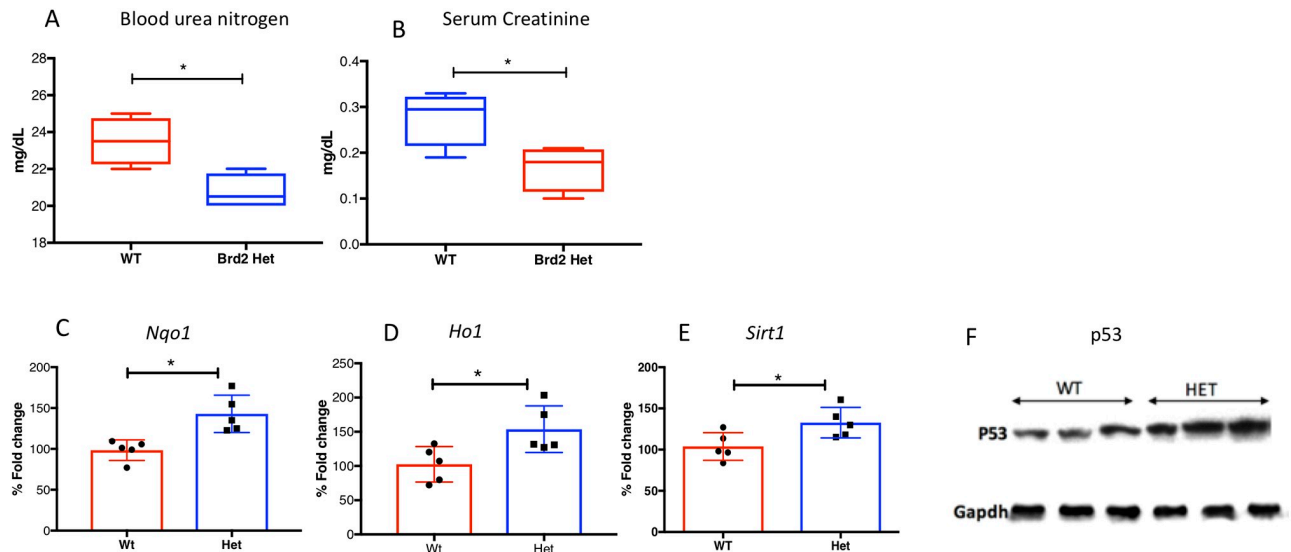 A
Blood urea nitrogen
28
26
24
22
20
18
mg/dL
*
WT
Brd2 Het
B
Serum Creatinine
0.4
0.3
0.2
0.1
0.0
mg/dL
*
WT
Brd2 Het
C
Nqo1
200
150
100
50
0
% Fold change
*
Wt
Het
D
Ho1
250
200
150
100
50
0
% Fold change
*
Wt
Het
E
Sirt1
200
150
100
50
0
% Fold change
*
WT
Het
F
p53
WT
HET
P53
Gapdh